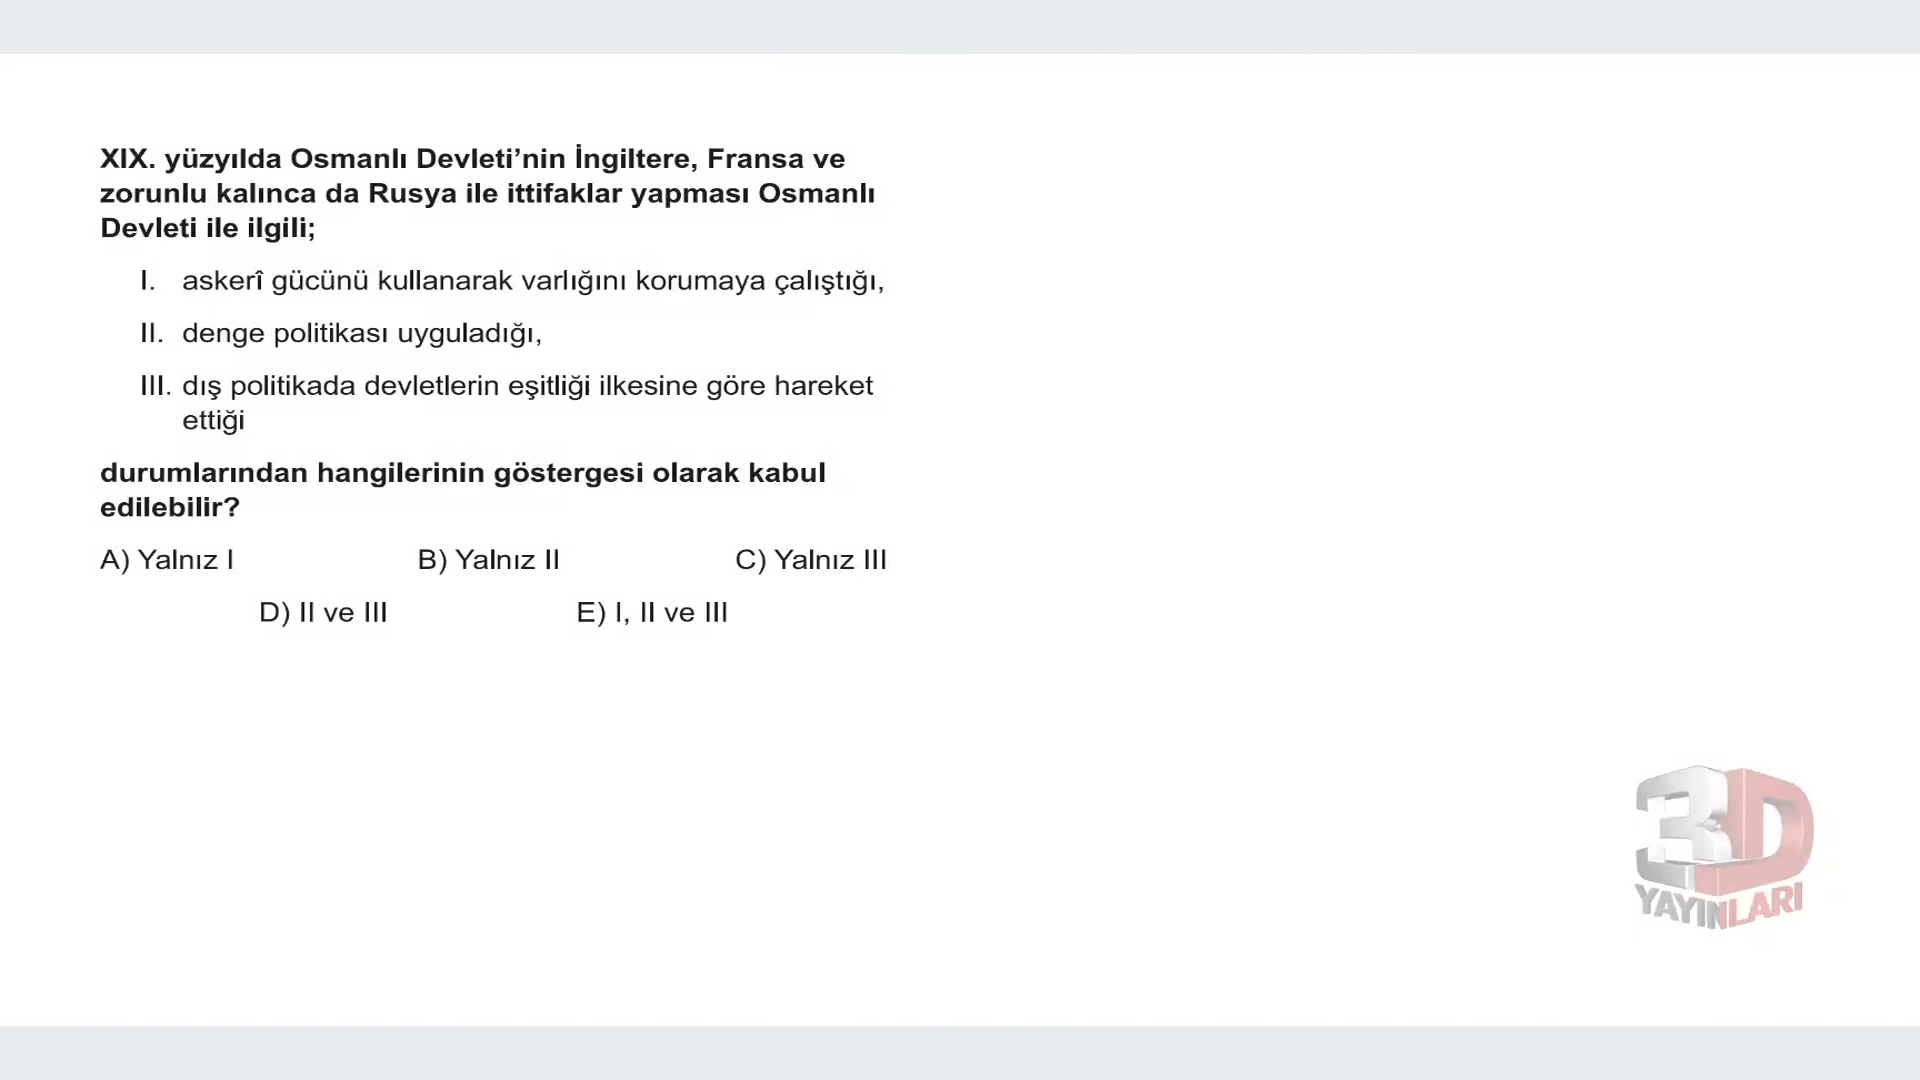 XIX. yüzyılda Osmanlı Devleti’nin İngiltere, Fransa ve
zorunlu kalınca da Rusya ile ittifaklar yapması Osmanlı
Devleti ile ilgili;
I. askerî gücünü kullanarak varlığını korumaya çalıştığı,
II. denge politikası uyguladığı,
III. dış politikada devletlerin eşitliği ilkesine göre hareket
ettiği
durumlarından hangilerinin göstergesi olarak kabul
edilebilir?
A) Yalnız I B) Yalnız II C) Yalnız III
D) II ve III E) I, II ve III
3D
YAYINLARI